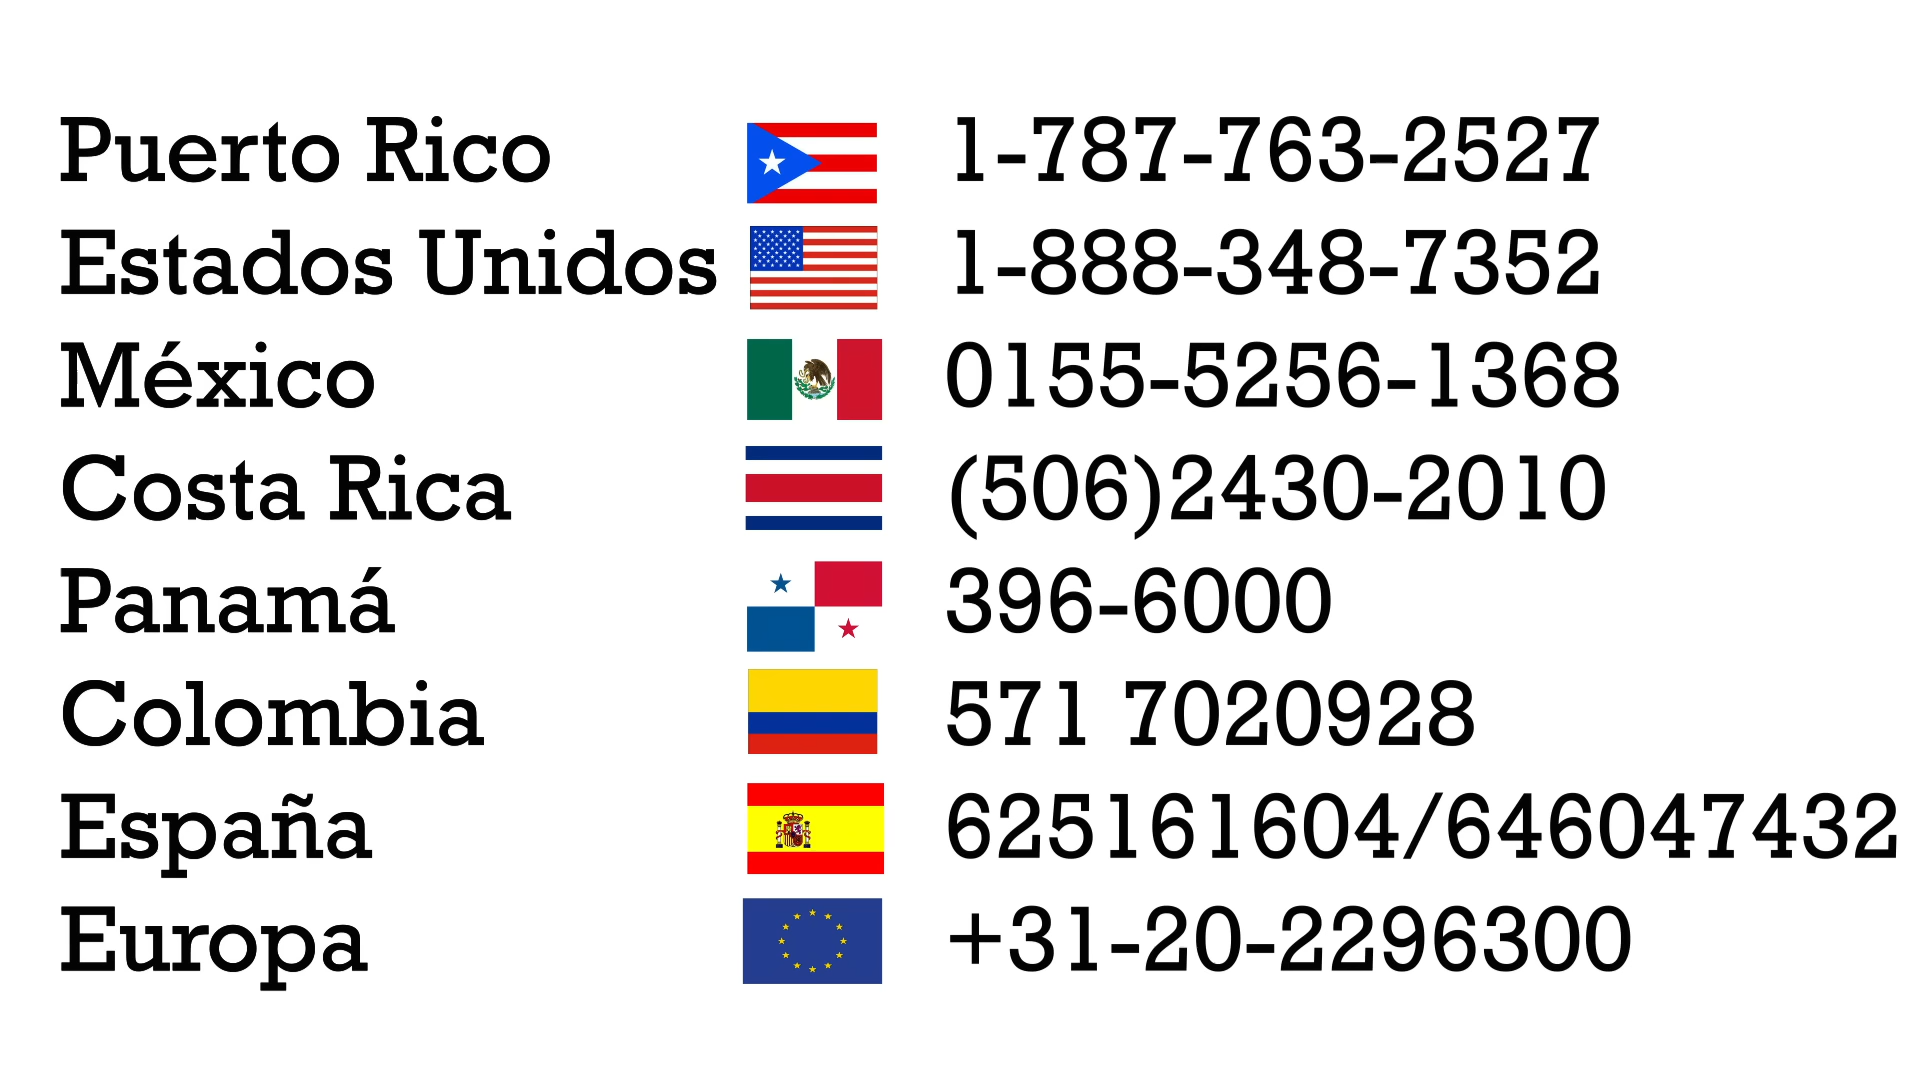 Puerto Rico 1-787-763-2527
Estados Unidos 1-888-348-7352
México 0155-5256-1368
Costa Rica (506)2430-2010
Panamá 396-6000
Colombia 571 7020928
España 625161604/646047432
Europa +31-20-2296300